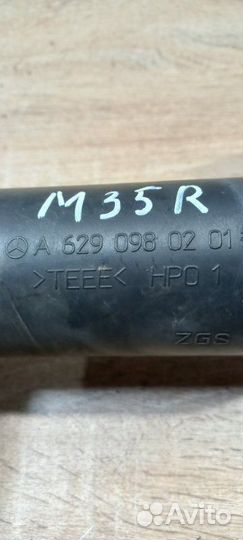 M35R
A 629 098 02 01
>TEEE< HPO 1
ZGS
Avito